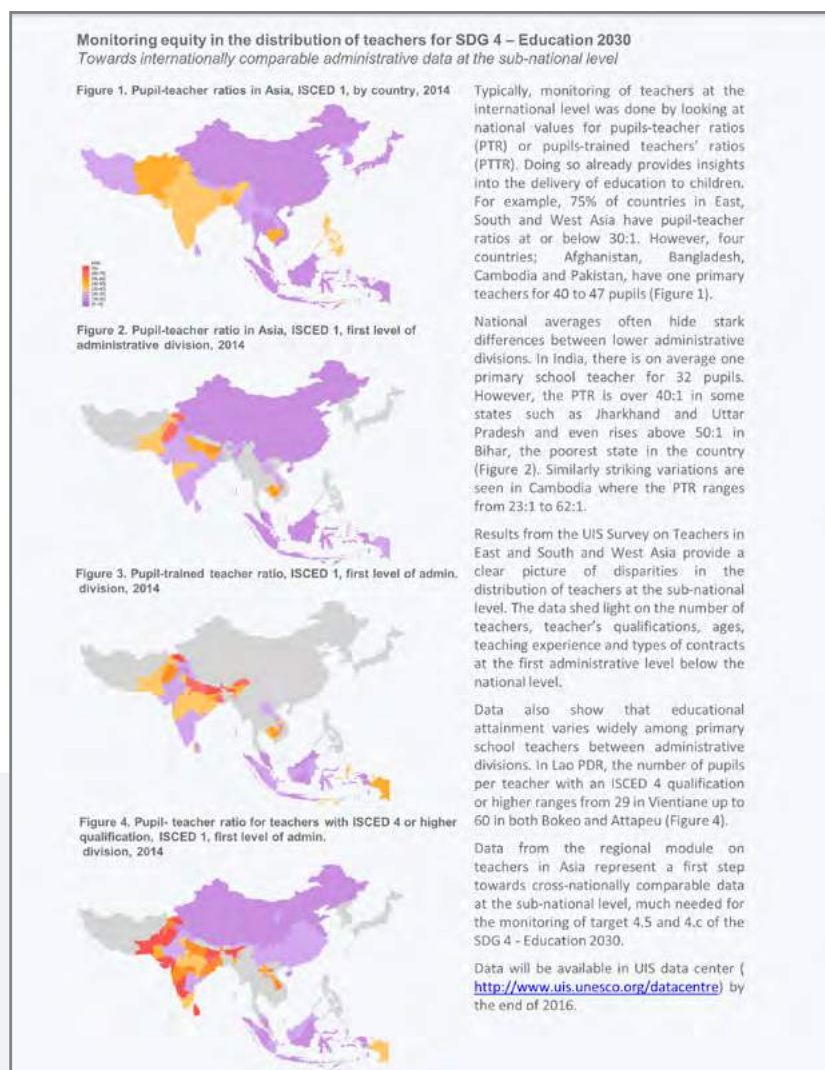 Monitoring equity in the distribution of teachers for SDG 4 – Education 2030
Towards internationally comparable administrative data at the sub-national level
Figure 1. Pupil-teacher ratios in Asia, ISCED 1, by country, 2014
Figure 2. Pupil-teacher ratio in Asia, ISCED 1, first level of
administrative division, 2014
Figure 3. Pupil-trained teacher ratio, ISCED 1, first level of admin.
division, 2014
Figure 4. Pupil- teacher ratio for teachers with ISCED 4 or higher
qualification, ISCED 1, first level of admin.
division, 2014
Typically, monitoring of teachers at the
international level was done by looking at
national values for pupils-teacher ratios
(PTR) or pupils-trained teachers' ratios
(PTTR). Doing so already provides insights
into the delivery of education to children.
For example, 75% of countries in East,
South and West Asia have pupil-teacher
ratios at or below 30:1. However, four
countries; Afghanistan, Bangladesh,
Cambodia and Pakistan, have one primary
teachers for 40 to 47 pupils (Figure 1).
National averages often hide stark
differences between lower administrative
divisions. In India, there is on average one
primary school teacher for 32 pupils.
However, the PTR is over 40:1 in some
states such as Jharkhand and Uttar
Pradesh and even rises above 50:1 in
Bihar, the poorest state in the country
(Figure 2). Similarly striking variations are
seen in Cambodia where the PTR ranges
from 23:1 to 62:1.
Results from the UIS Survey on Teachers in
East and South and West Asia provide a
clear picture of disparities in the
distribution of teachers at the sub-national
level. The data shed light on the number of
teachers, teacher's qualifications, ages,
teaching experience and types of contracts
at the first administrative level below the
national level.
Data also show that educational
attainment varies widely among primary
school teachers between administrative
divisions. In Lao PDR, the number of pupils
per teacher with an ISCED 4 qualification
or higher ranges from 29 in Vientiane up to
60 in both Bokeo and Attapeu (Figure 4).
Data from the regional module on
teachers in Asia represent a first step
towards cross-nationally comparable data
at the sub-national level, much needed for
the monitoring of target 4.5 and 4.c of the
SDG 4 - Education 2030.
Data will be available in UIS data center (
http://www.uis.unesco.org/datacentre) by
the end of 2016.